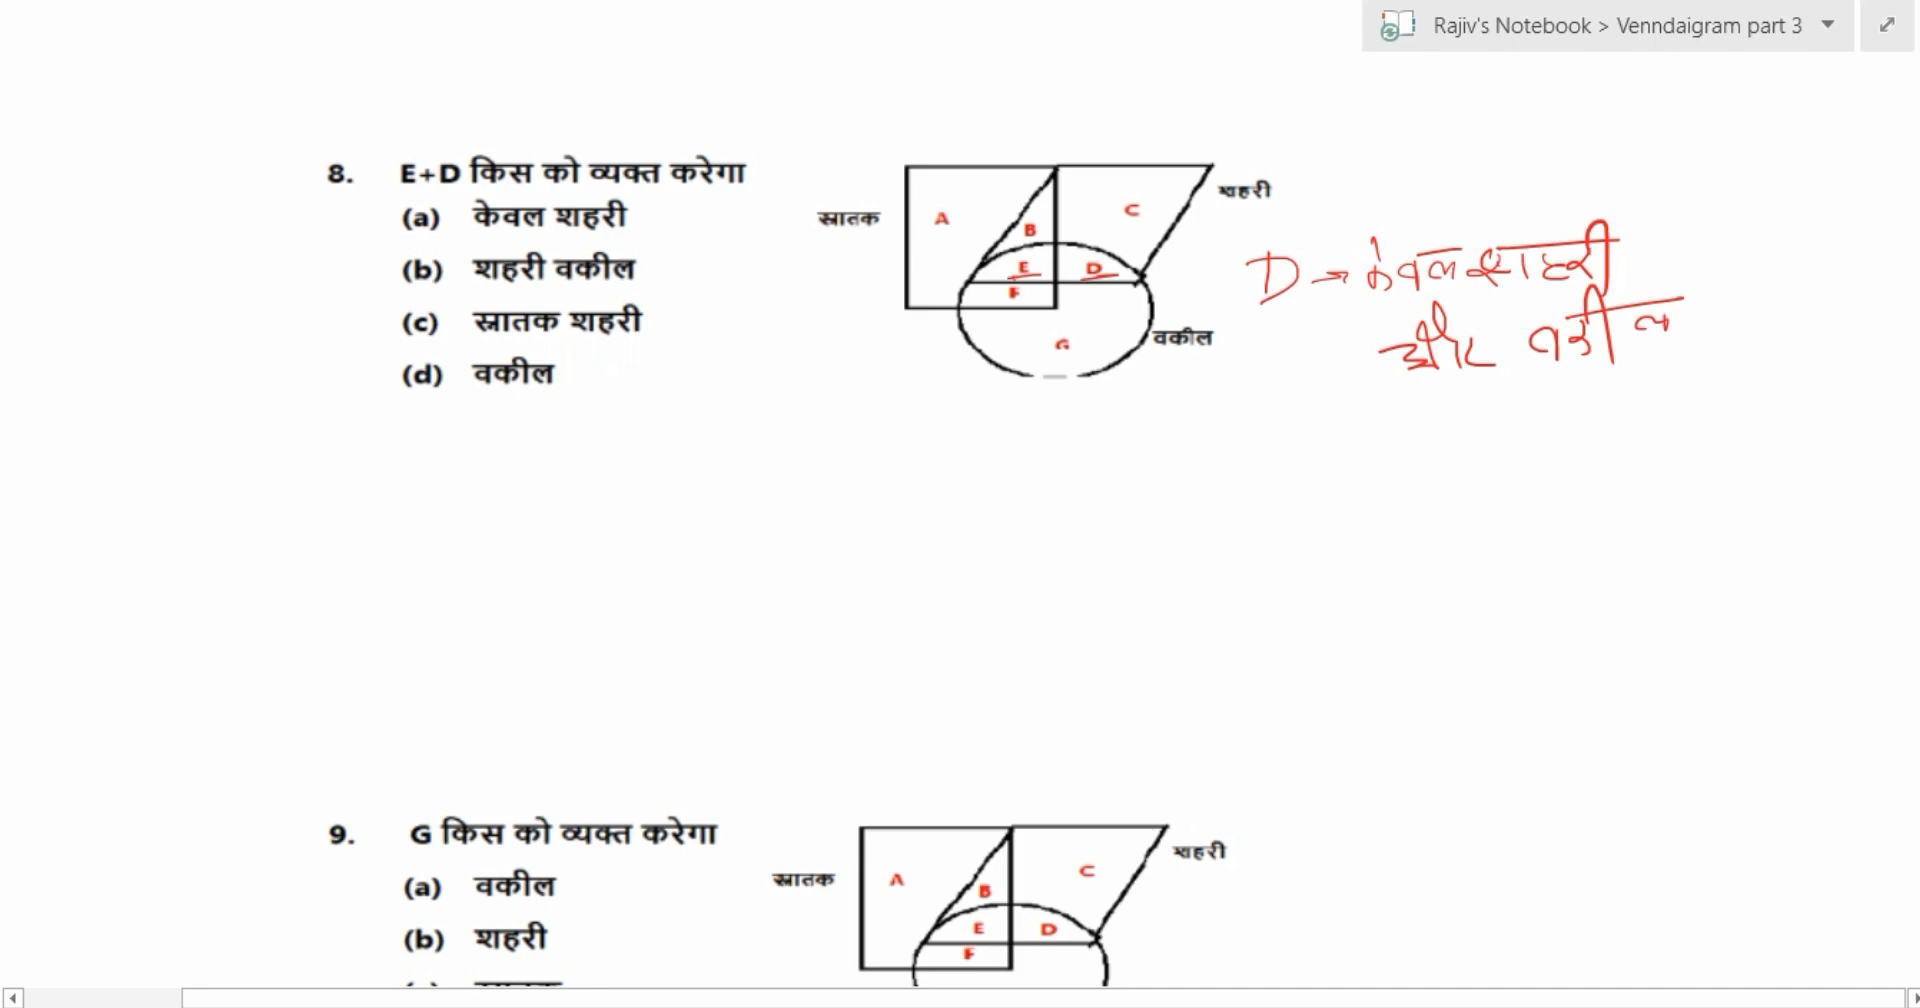 Rajiv's Notebook > Venndaigram part 3
8. E+D किस को व्यक्त करेगा
(a) केवल शहरी
(b) शहरी वकील
(c) स्नातक शहरी
(d) वकील
स्नातक
A
B
C
शहरी
E
D
F
G
वकील
D → केवल शहरी
और वकील
9. G किस को व्यक्त करेगा
(a) वकील
(b) शहरी
स्नातक
A
B
C
शहरी
E
D
F